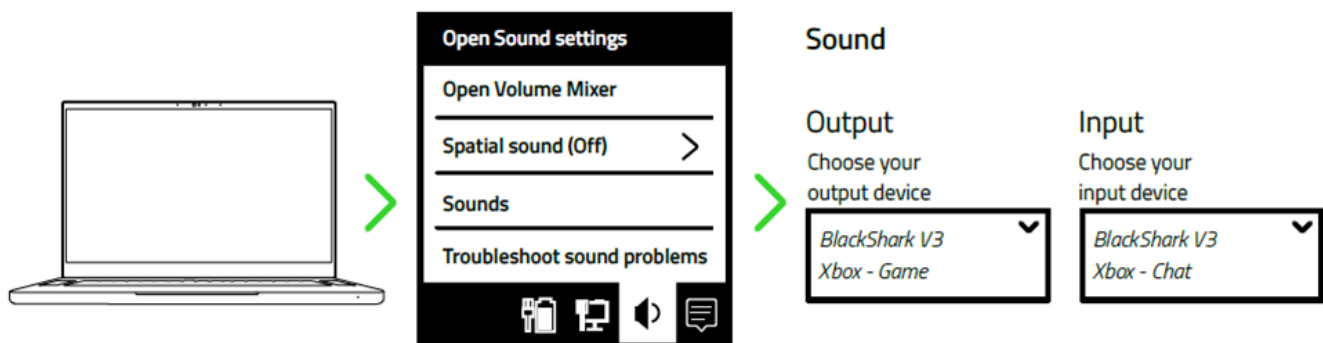 Open Sound settings
Open Volume Mixer
Spatial sound (Off)
Sounds
Troubleshoot sound problems
Sound
Output
Choose your
output device
BlackShark V3
Xbox - Game
Input
Choose your
input device
BlackShark V3
Xbox - Chat